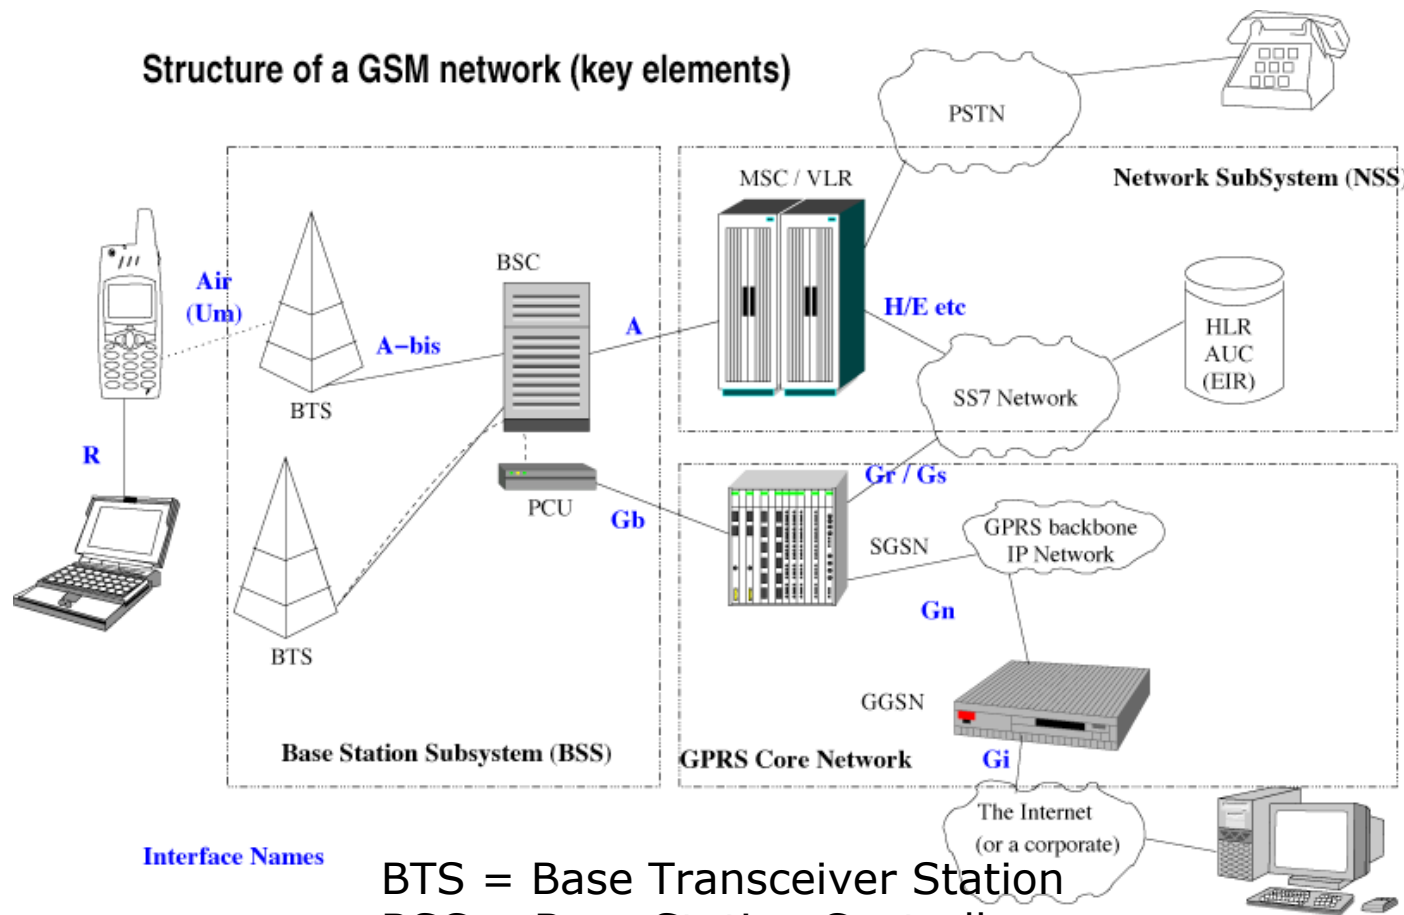 Structure of a GSM network (key elements)
PSTN
MSC / VLR
Network SubSystem (NSS)
BSC
Air
(Um)
A
H/E etc
HLR
AUC
(EIR)
A-bis
BTS
SS7 Network
R
Gr / Gs
PCU
Gb
GPRS backbone
IP Network
SGSN
Gn
BTS
GGSN
Base Station Subsystem (BSS)
GPRS Core Network
Gi
The Internet
(or a corporate)
Interface Names
BTS = Base Transceiver Station